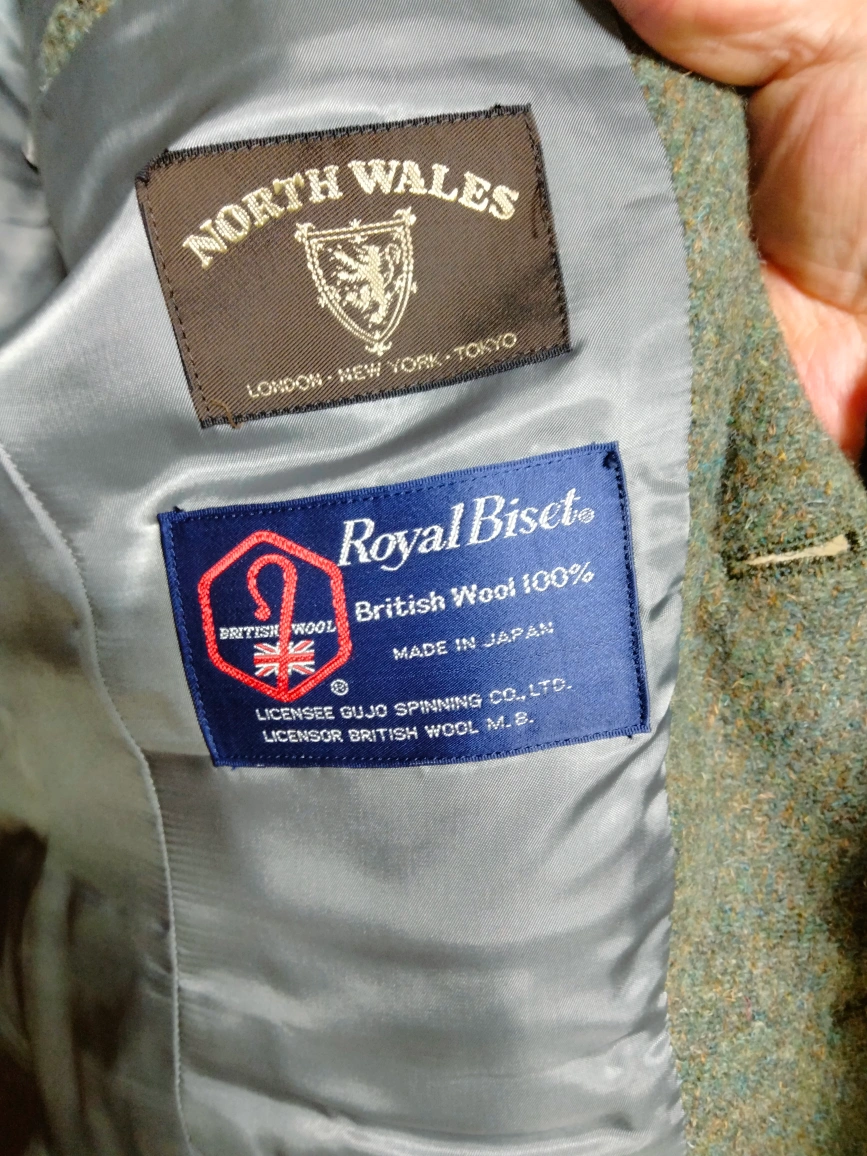 NORTH WALES
LONDON · NEW YORK · TOKYO
Royal Biset®
British Wool 100%
BRITISH WOOL
MADE IN JAPAN
®
LICENSEE GUJO SPINNING CO., LTD.
LICENSOR BRITISH WOOL M.B.